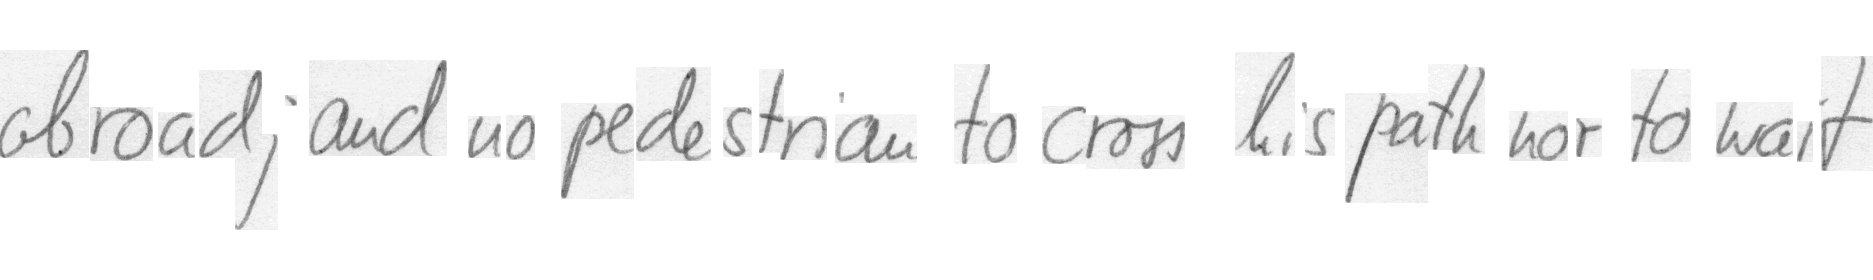 abroad; and no pedestrian to cross his path nor to wait